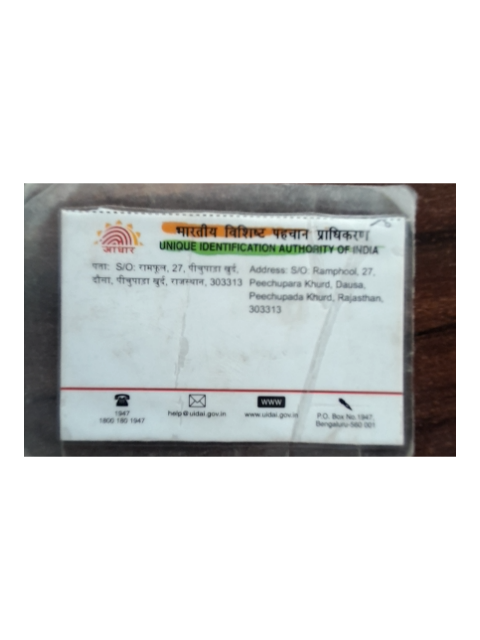 भारतीय विशिष्ट पहचान प्राधिकरण
UNIQUE IDENTIFICATION AUTHORITY OF INDIA
आधार
पता: S/O: रामफूल, 27, पीचुपाडा खुर्द,
दौसा, पीचुपाडा खुर्द, राजस्थान, 303313
Address: S/O: Ramphool, 27,
Peechupara Khurd, Dausa,
Peechupada Khurd, Rajasthan,
303313
1947
1800 180 1947
help@uidai.gov.in
www
www.uidai.gov.in
P.O. Box No.1947,
Bengaluru-560 001